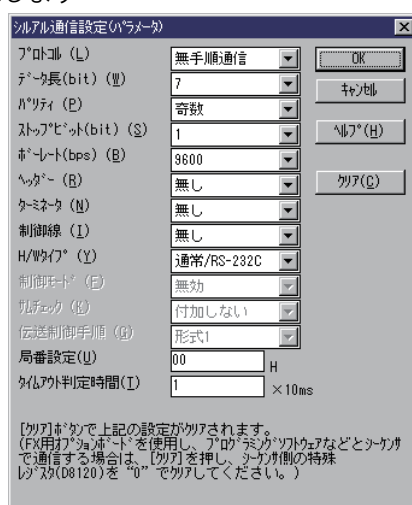 シリアル通信設定(パラメータ)
プロトコル (L) 無手順通信 OK
データ長(bit) (W) 7 キャンセル
パリティ (P) 奇数
ストップビット(bit) (S) 1 ヘルプ(H)
ボーレート(bps) (B) 9600
ヘッダー (R) 無し クリア(C)
ターミネータ (N) 無し
制御線 (I) 無し
H/Wタイプ (Y) 通常/RS-232C
制御モード (E) 無効
サムチェック (K) 付加しない
伝送制御手順 (G) 形式1
局番設定(U) 00 H
タイムアウト判定時間(T) 1 ×10ms
[クリア]ボタンで上記の設定がクリアされます。
(FX用オプションボードを使用し、プログラミングソフトウェアなどとシーケンサ
で通信する場合は、[クリア]を押し、シーケンサ側の特殊
レジスタ(D8120)を“0”でクリアしてください。)